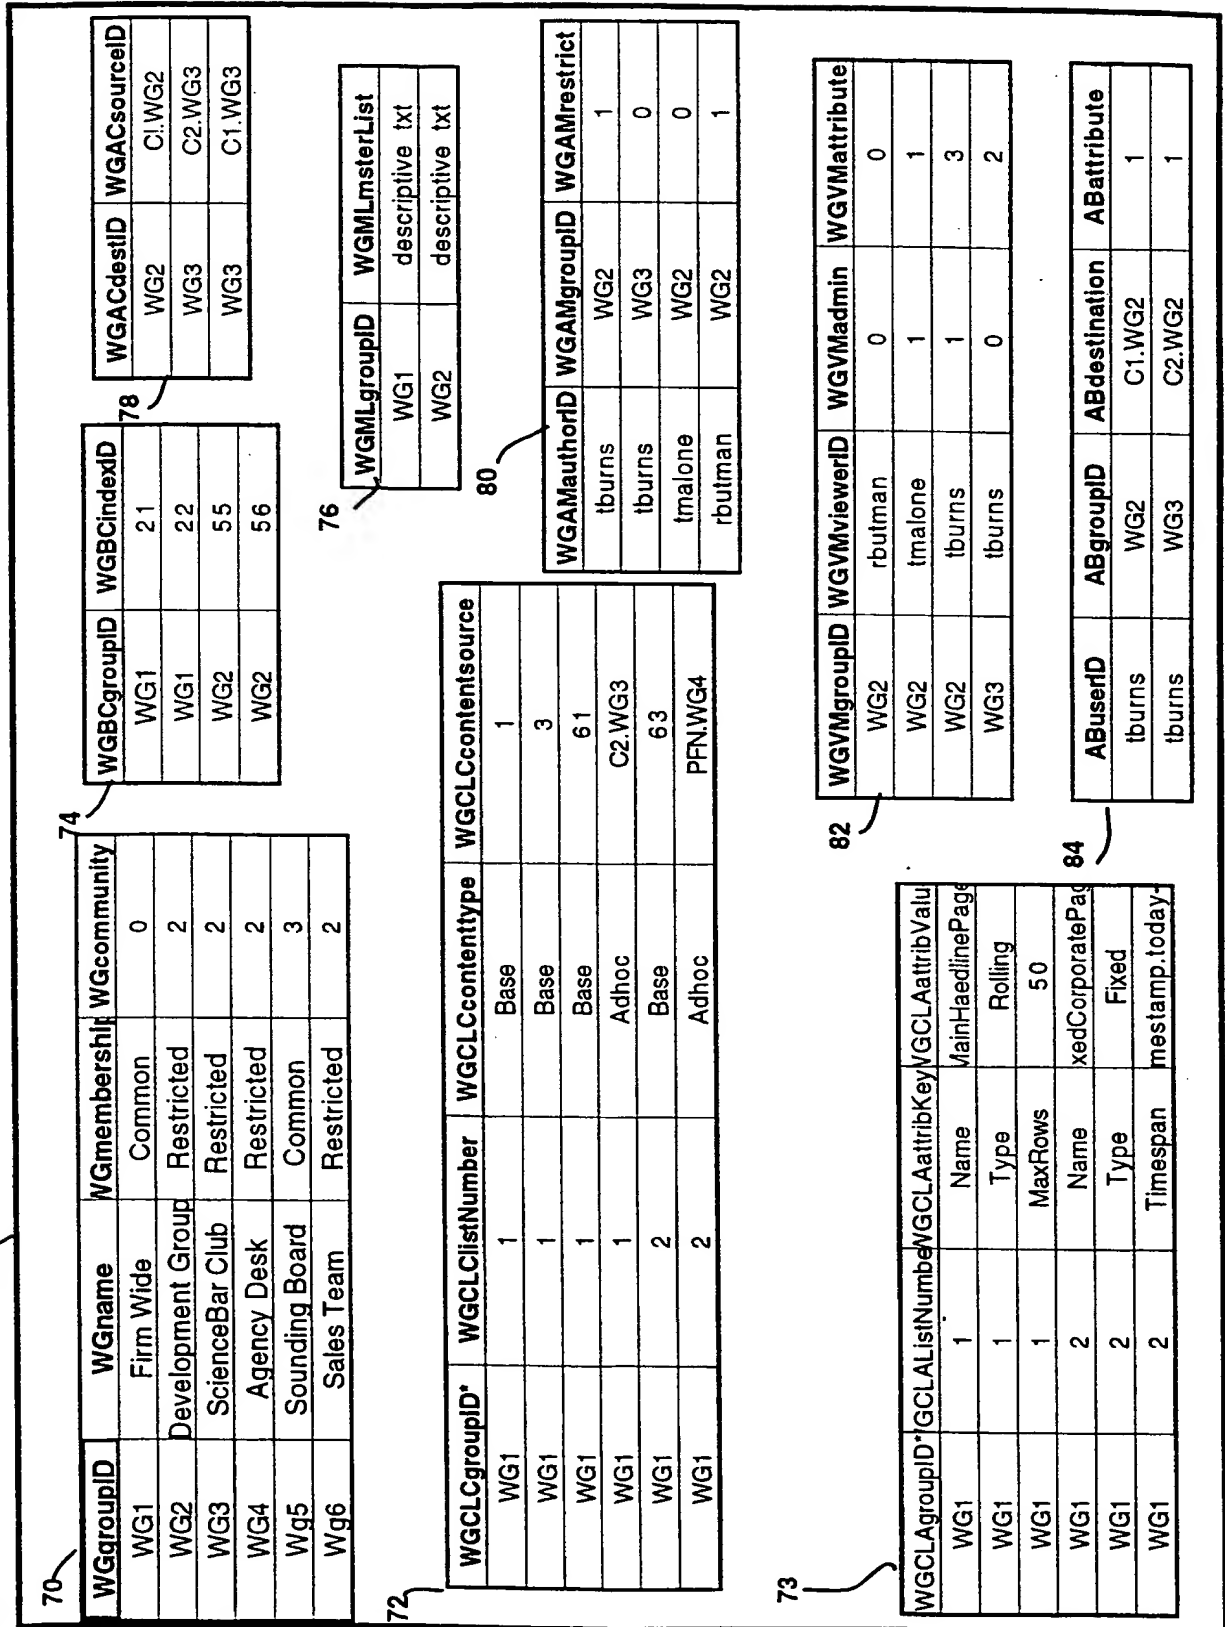 70
WGgroupID WGname WGmembership WGcommunity
WG1 Firm Wide Common 0
WG2 Development Group Restricted 2
WG3 ScienceBar Club Restricted 2
WG4 Agency Desk Restricted 2
Wg5 Sounding Board Common 3
Wg6 Sales Team Restricted 2
74
WGBCgroupID WGBCindexID
WG1 21
WG1 22
WG2 55
WG2 56
78
WGACdestID WGACsourceID
WG2 C!.WG2
WG3 C2.WG3
WG3 C1.WG3
76
WGMLgroupID WGMLmsterList
WG1 descriptive txt
WG2 descriptive txt
72
WGCLCgroupID* WGCLClistNumber WGCLCcontenttype WGCLCcontentsource
WG1 1 Base 1
WG1 1 Base 3
WG1 1 Base 61
WG1 1 Adhoc C2.WG3
WG1 2 Base 63
WG1 2 Adhoc PFN.WG4
80
WGAMauthorID WGAMgroupID WGAMrestrict
tburns WG2 1
tburns WG3 0
tmalone WG2 0
rbutman WG2 1
73
WGCLAgroupID* /GCLAListNumbe WGCLAattribKey WGCLAattribValu
WG1 1 Name MainHaedlinePage
WG1 1 Type Rolling
WG1 1 MaxRows 50
WG1 2 Name xedCorporatePag
WG1 2 Type Fixed
WG1 2 Timespan mestamp.today-
82
WGVMgroupID WGVMviewerID WGVMadmin WGVMattribute
WG2 rbutman 0 0
WG2 tmalone 1 1
WG2 tburns 1 3
WG3 tburns 0 2
84
ABuserID ABgroupID ABdestination ABattribute
tburns WG2 C1.WG2 1
tburns WG3 C2.WG2 1